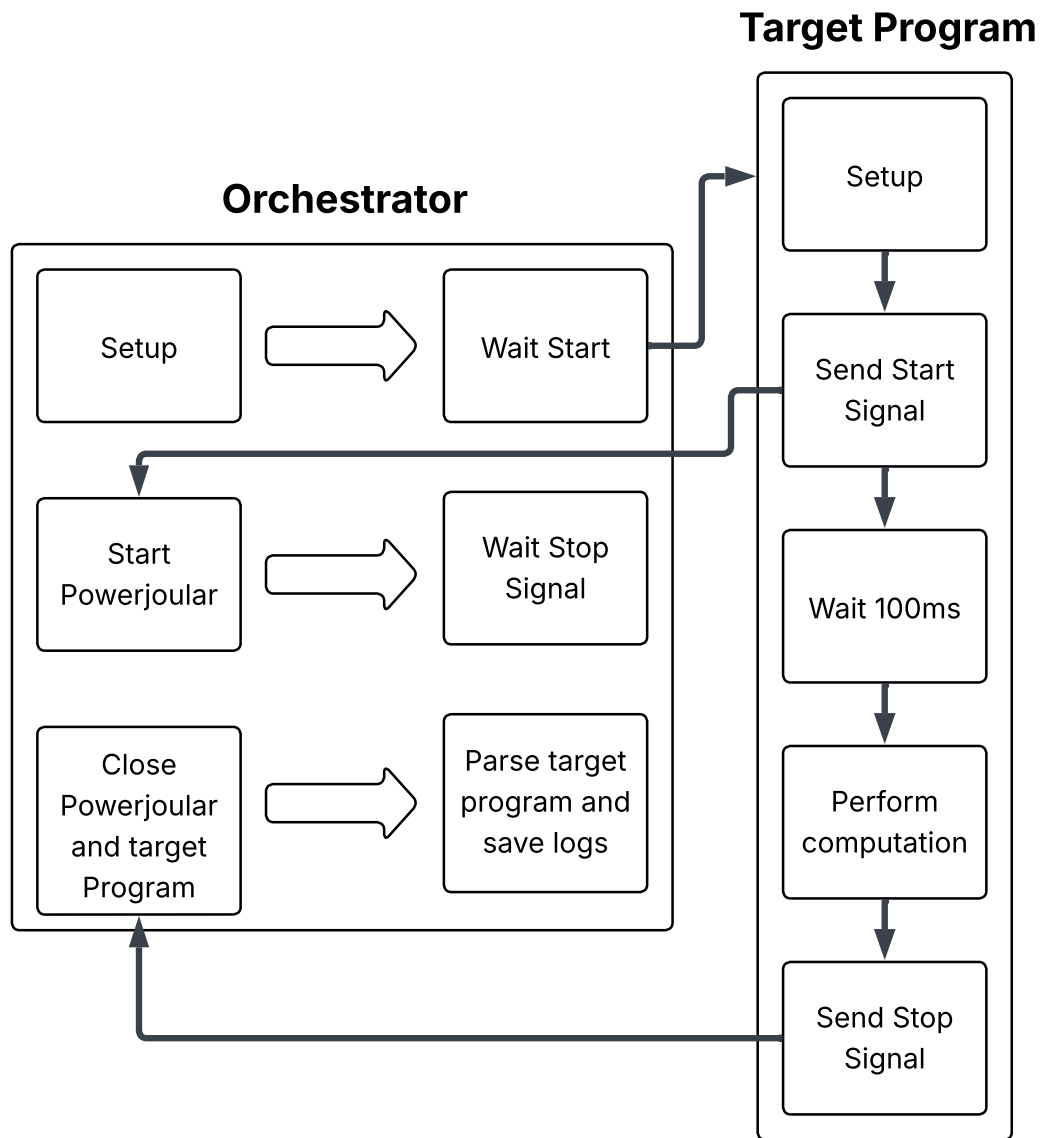 Target Program
Setup
Send Start
Signal
Wait 100ms
Perform
computation
Send Stop
Signal
Orchestrator
Setup
Wait Start
Start
Powerjoular
Wait Stop
Signal
Close
Powerjoular
and target
Program
Parse target
program and
save logs